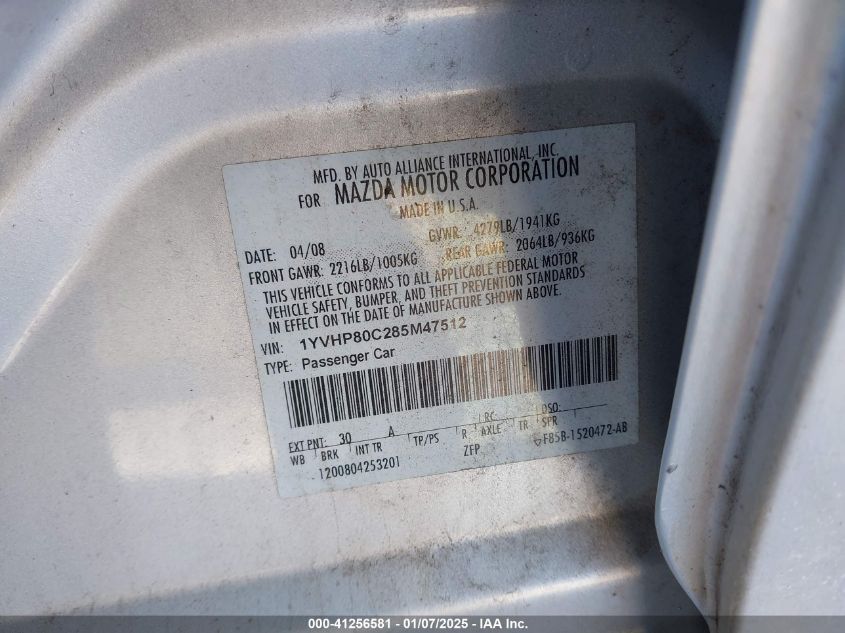 MFD. BY AUTO ALLIANCE INTERNATIONAL, INC.
FOR MAZDA MOTOR CORPORATION
MADE IN U.S.A.
DATE: 04/08 GVWR: 4279LB/1941KG
FRONT GAWR: 2216LB/1005KG REAR GAWR: 2064LB/936KG
THIS VEHICLE CONFORMS TO ALL APPLICABLE FEDERAL MOTOR
VEHICLE SAFETY, BUMPER, AND THEFT PREVENTION STANDARDS
IN EFFECT ON THE DATE OF MANUFACTURE SHOWN ABOVE.
VIN: 1YVHP80C285M47512
TYPE: Passenger Car
EXT PNT: 30 A RC: DSO:
WB BRK INT TR TP/PS R AXLE TR SPR
1200804253201 ZFP F85B-1520472-AB
000-41256581 - 01/07/2025 - IAAI.com